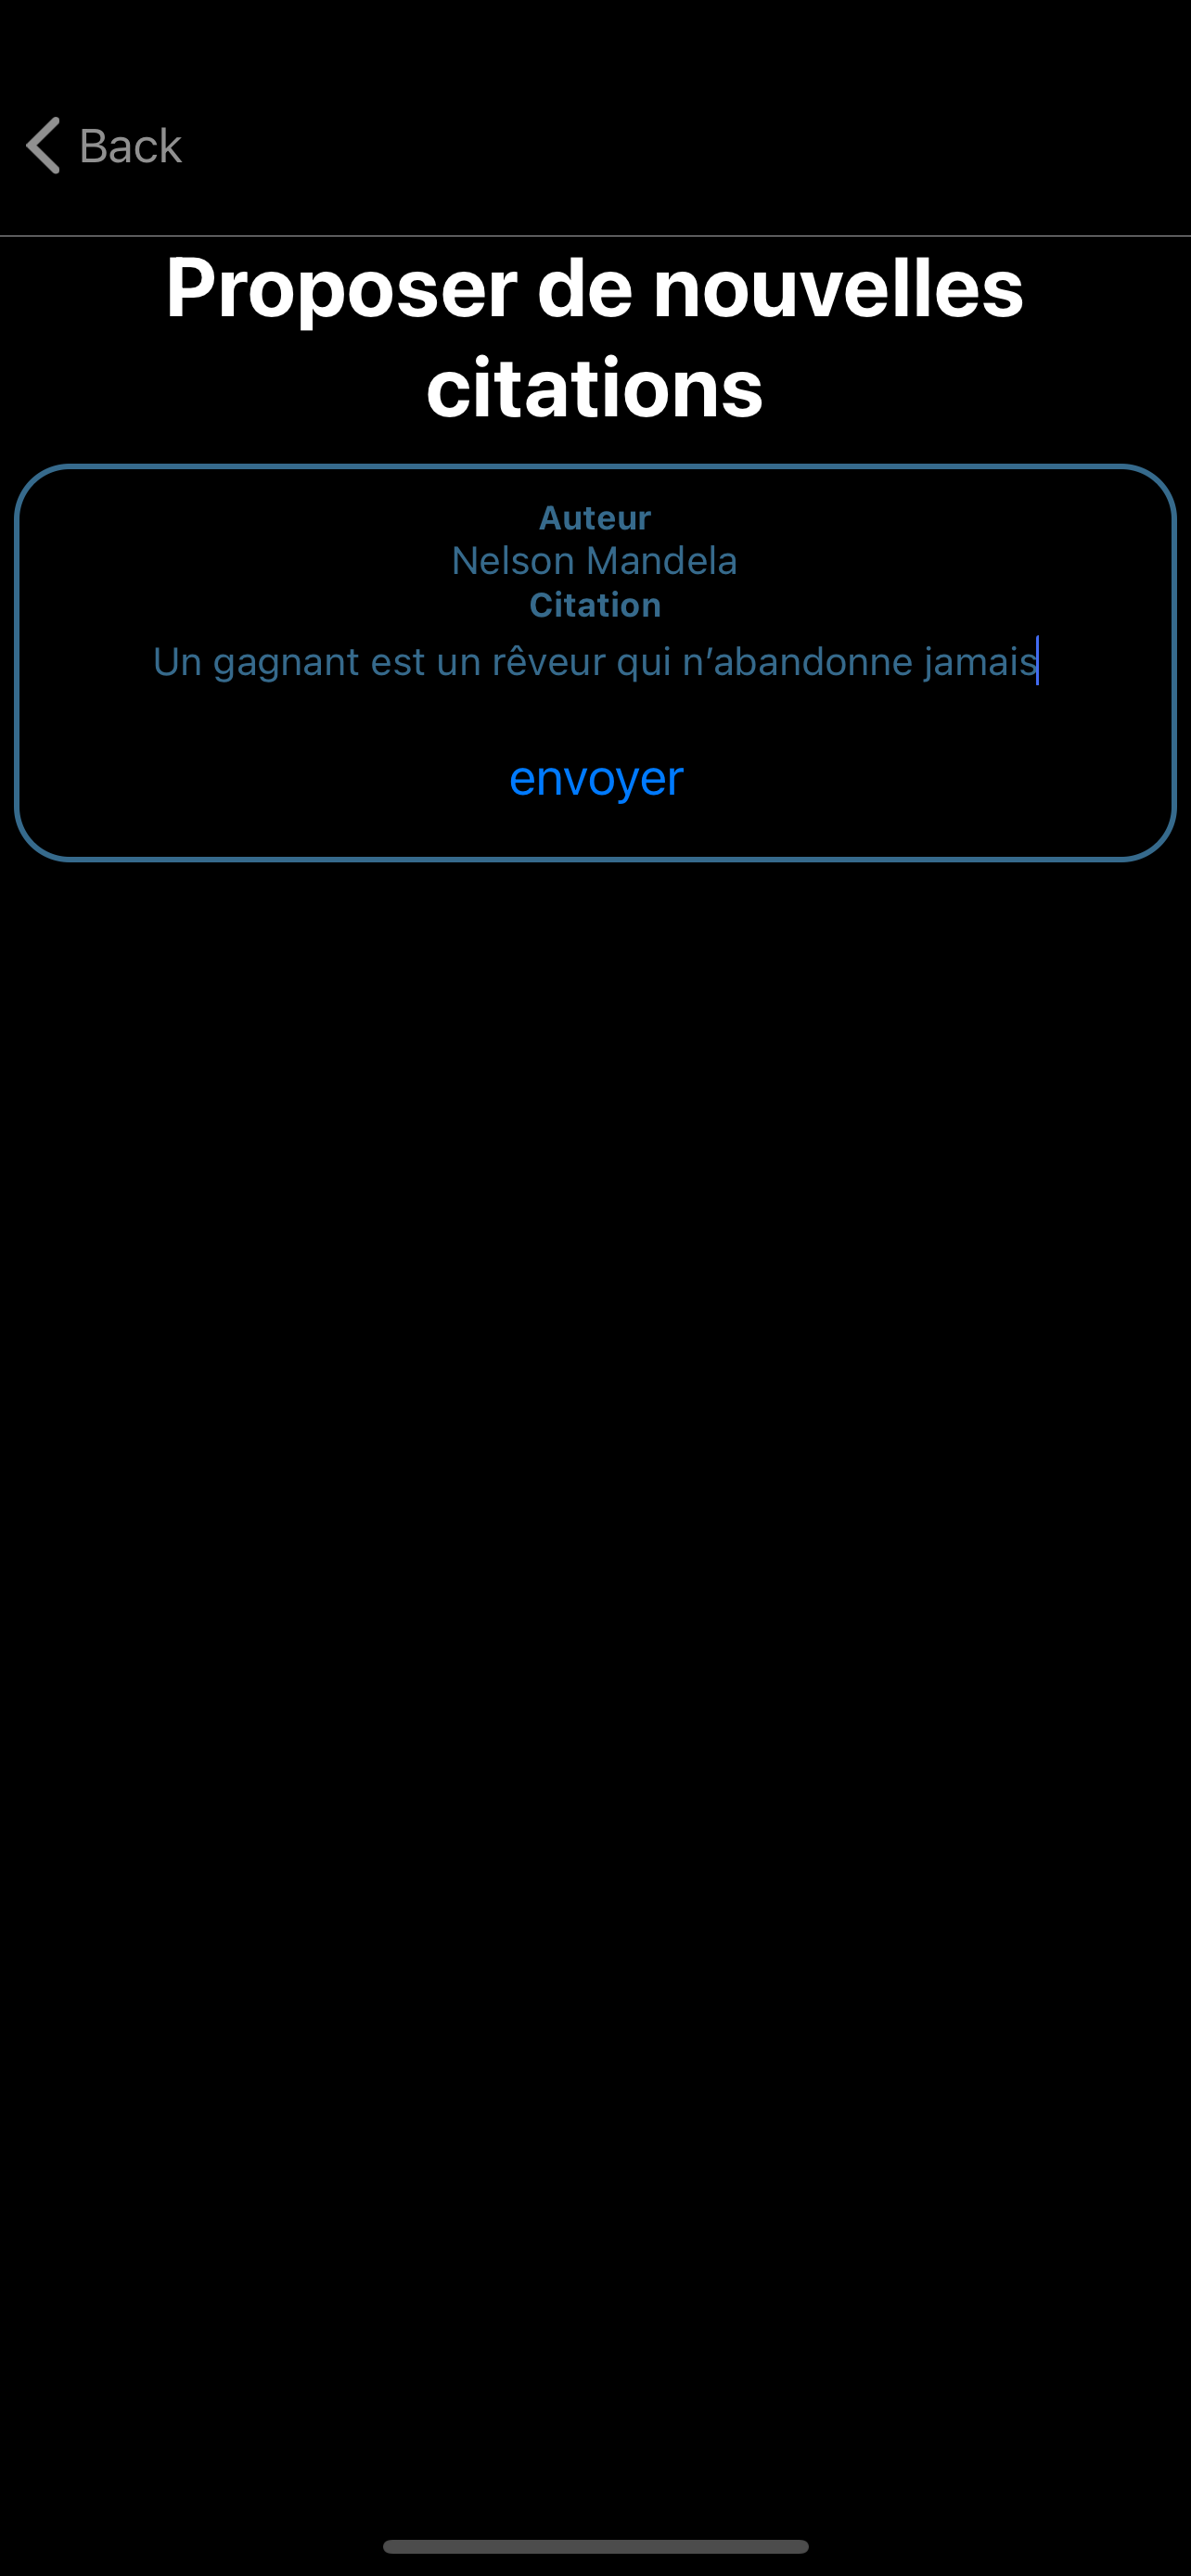 Back
Proposer de nouvelles
citations
Auteur
Nelson Mandela
Citation
Un gagnant est un rêveur qui n’abandonne jamais
envoyer